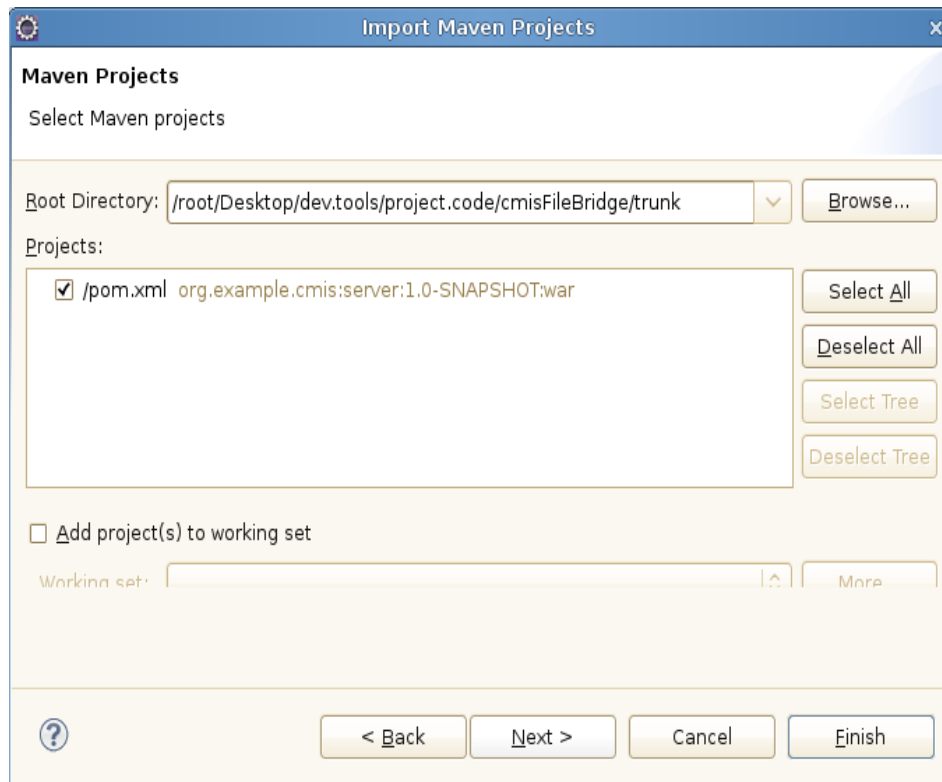 Import Maven Projects
Maven Projects
Select Maven projects
Root Directory: /root/Desktop/dev.tools/project.code/cmisFileBridge/trunk Browse...
Projects:
/pom.xml org.example.cmis:server:1.0-SNAPSHOT:war
Select All
Deselect All
Select Tree
Deselect Tree
Add project(s) to working set
Working set: More...
< Back Next > Cancel Finish